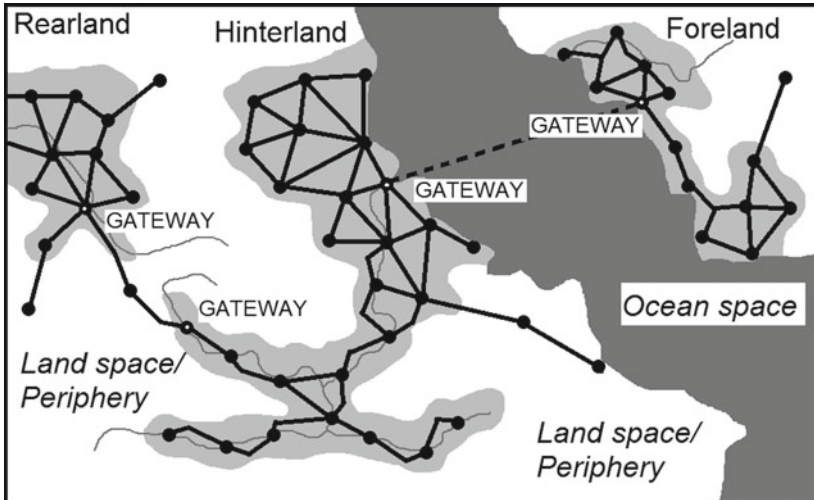 Rearland
Hinterland
Foreland
GATEWAY
GATEWAY
GATEWAY
GATEWAY
Ocean space
Land space/
Periphery
Land space/
Periphery